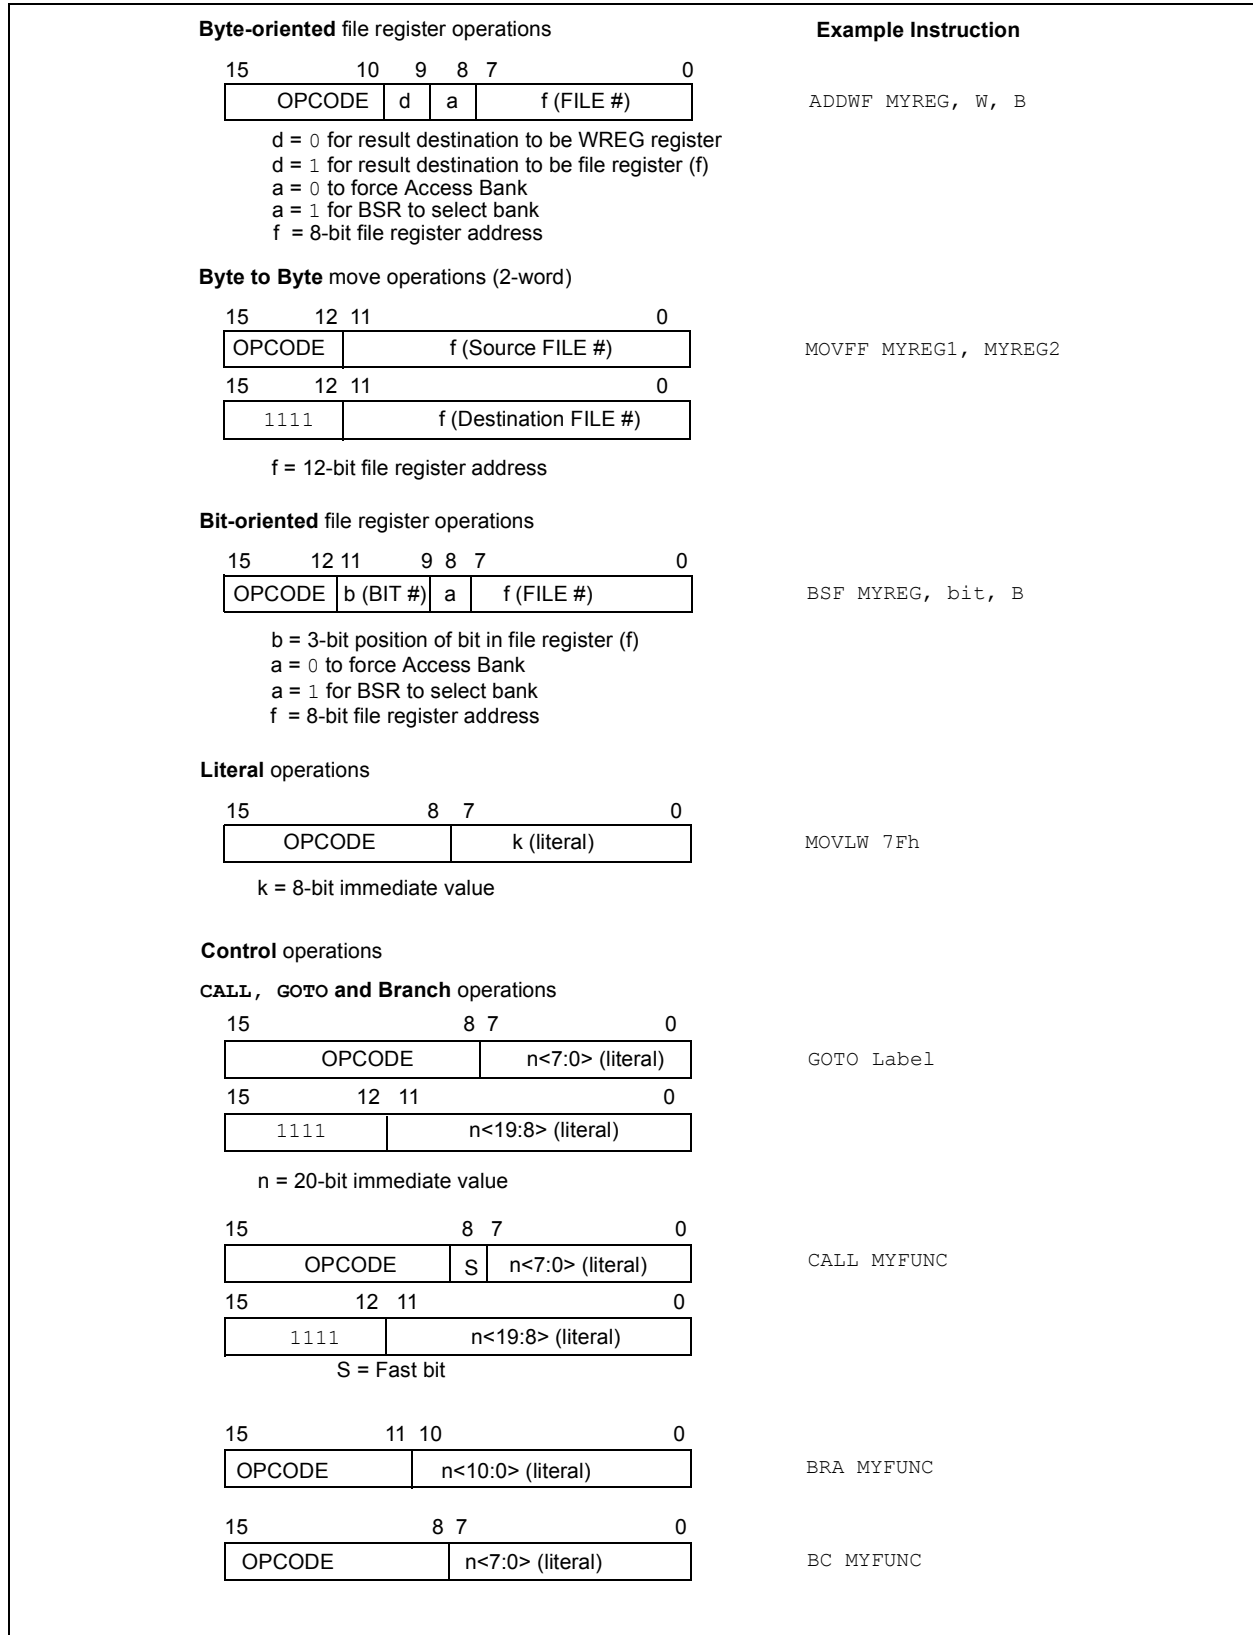 Byte-oriented file register operations Example Instruction
15 10 9 8 7 0
OPCODE d a f (FILE #) ADDWF MYREG, W, B
d = 0 for result destination to be WREG register
d = 1 for result destination to be file register (f)
a = 0 to force Access Bank
a = 1 for BSR to select bank
f = 8-bit file register address
Byte to Byte move operations (2-word)
15 12 11 0
OPCODE f (Source FILE #) MOVFF MYREG1, MYREG2
15 12 11 0
1111 f (Destination FILE #)
f = 12-bit file register address
Bit-oriented file register operations
15 12 11 9 8 7 0
OPCODE b (BIT #) a f (FILE #) BSF MYREG, bit, B
b = 3-bit position of bit in file register (f)
a = 0 to force Access Bank
a = 1 for BSR to select bank
f = 8-bit file register address
Literal operations
15 8 7 0
OPCODE k (literal) MOVLW 7Fh
k = 8-bit immediate value
Control operations
CALL, GOTO and Branch operations
15 8 7 0
OPCODE n<7:0> (literal) GOTO Label
15 12 11 0
1111 n<19:8> (literal)
n = 20-bit immediate value
15 8 7 0
OPCODE S n<7:0> (literal) CALL MYFUNC
15 12 11 0
1111 n<19:8> (literal)
S = Fast bit
15 11 10 0
OPCODE n<10:0> (literal) BRA MYFUNC
15 8 7 0
OPCODE n<7:0> (literal) BC MYFUNC